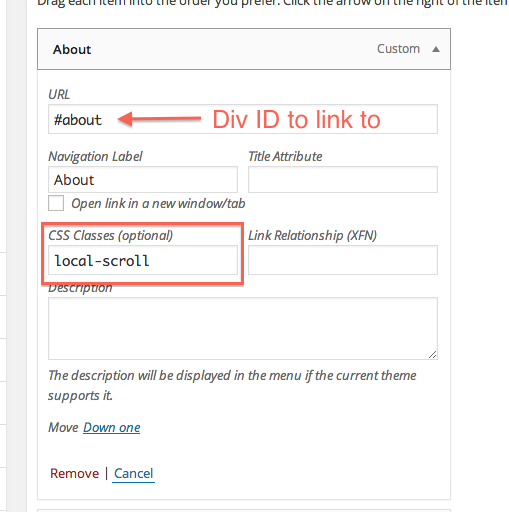 Drag each item into the order you prefer. Click the arrow on the right of the item
About Custom
URL
#about Div ID to link to
Navigation Label Title Attribute
About
Open link in a new window/tab
CSS Classes (optional) Link Relationship (XFN)
local-scroll
Description
The description will be displayed in the menu if the current theme
supports it.
Move Down one
Remove | Cancel